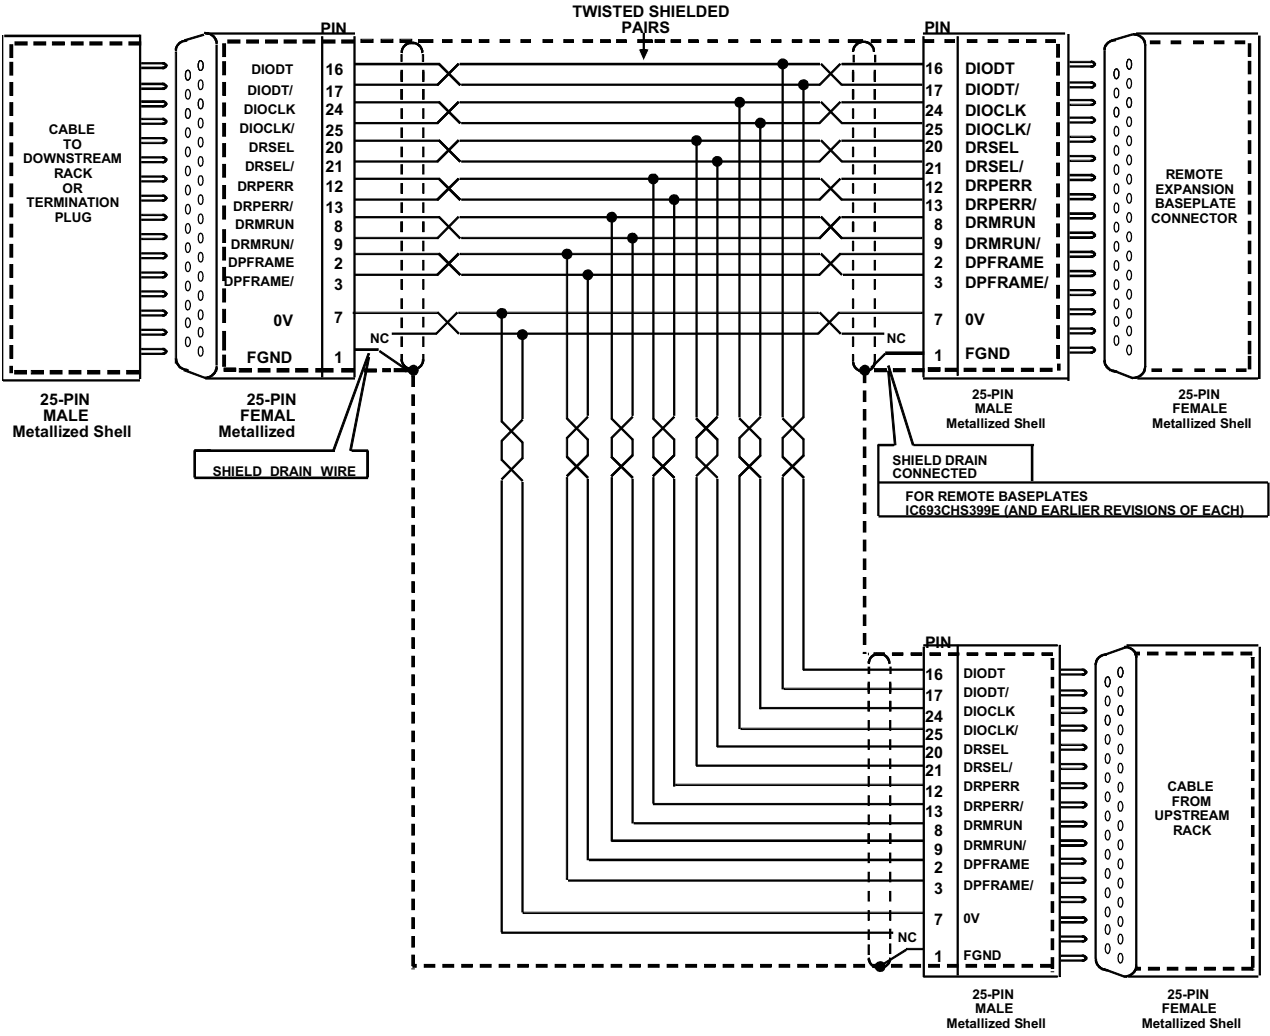 TWISTED SHIELDED
PAIRS
CABLE
TO
DOWNSTREAM
RACK
OR
TERMINATION
PLUG
25-PIN
MALE
Metallized Shell
PIN
DIODT 16
DIODT/ 17
DIOCLK 24
DIOCLK/ 25
DRSEL 20
DRSEL/ 21
DRPERR 12
DRPERR/ 13
DRMRUN 8
DRMRUN/ 9
DPFRAME 2
DPFRAME/ 3
0V 7
NC
FGND 1
25-PIN
FEMAL
Metallized
SHIELD DRAIN WIRE
PIN
16 DIODT
17 DIODT/
24 DIOCLK
25 DIOCLK/
20 DRSEL
21 DRSEL/
12 DRPERR
13 DRPERR/
8 DRMRUN
9 DRMRUN/
2 DPFRAME
3 DPFRAME/
7 0V
NC
1 FGND
25-PIN
MALE
Metallized Shell
REMOTE
EXPANSION
BASEPLATE
CONNECTOR
25-PIN
FEMALE
Metallized Shell
SHIELD DRAIN
CONNECTED
FOR REMOTE BASEPLATES
IC693CHS399E (AND EARLIER REVISIONS OF EACH)
PIN
16 DIODT
17 DIODT/
24 DIOCLK
25 DIOCLK/
20 DRSEL
21 DRSEL/
12 DRPERR
13 DRPERR/
8 DRMRUN
9 DRMRUN/
2 DPFRAME
3 DPFRAME/
7 0V
NC
1 FGND
25-PIN
MALE
Metallized Shell
CABLE
FROM
UPSTREAM
RACK
25-PIN
FEMALE
Metallized Shell